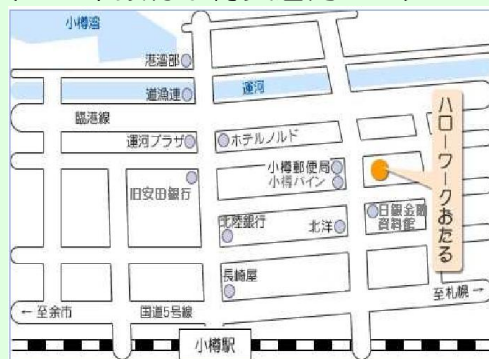 小樽湾
港湾部
道漁連
運河
臨港線
運河プラザ
ホテルノルド
小樽郵便局
小樽バイン
ハローワークおたる
旧安田銀行
日銀金融
資料館
北陸銀行
北洋
長崎屋
至札幌 →
← 至余市
国道5号線
小樽駅